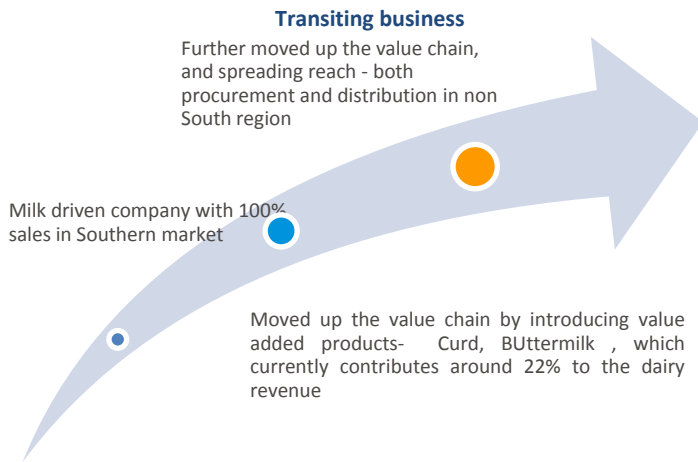 Transiting business
Further moved up the value chain,
and spreading reach - both
procurement and distribution in non
South region
Milk driven company with 100%
sales in Southern market
Moved up the value chain by introducing value
added products- Curd, BUttermilk , which
currently contributes around 22% to the dairy
revenue